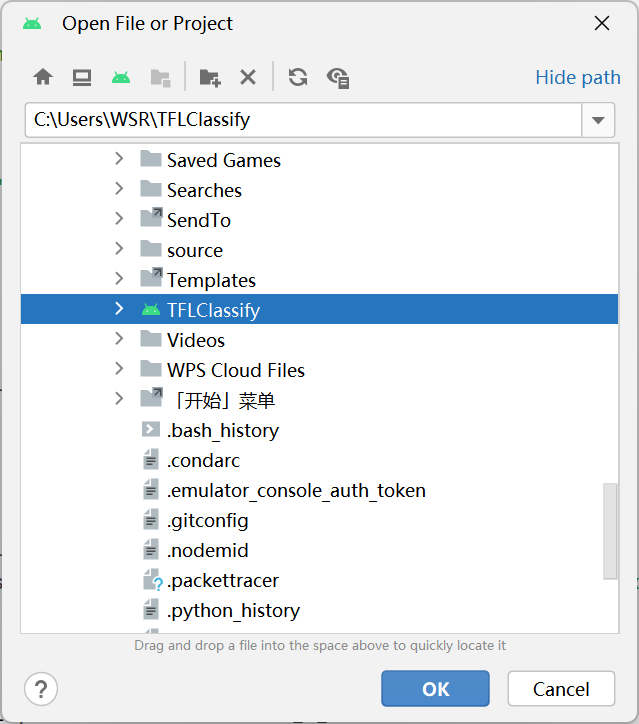 Open File or Project
Hide path
C:\Users\WSR\TFLClassify
Saved Games
Searches
SendTo
source
Templates
TFLClassify
Videos
WPS Cloud Files
「开始」菜单
.bash_history
.condarc
.emulator_console_auth_token
.gitconfig
.nodemid
.packettracer
.python_history
Drag and drop a file into the space above to quickly locate it
?
OK
Cancel